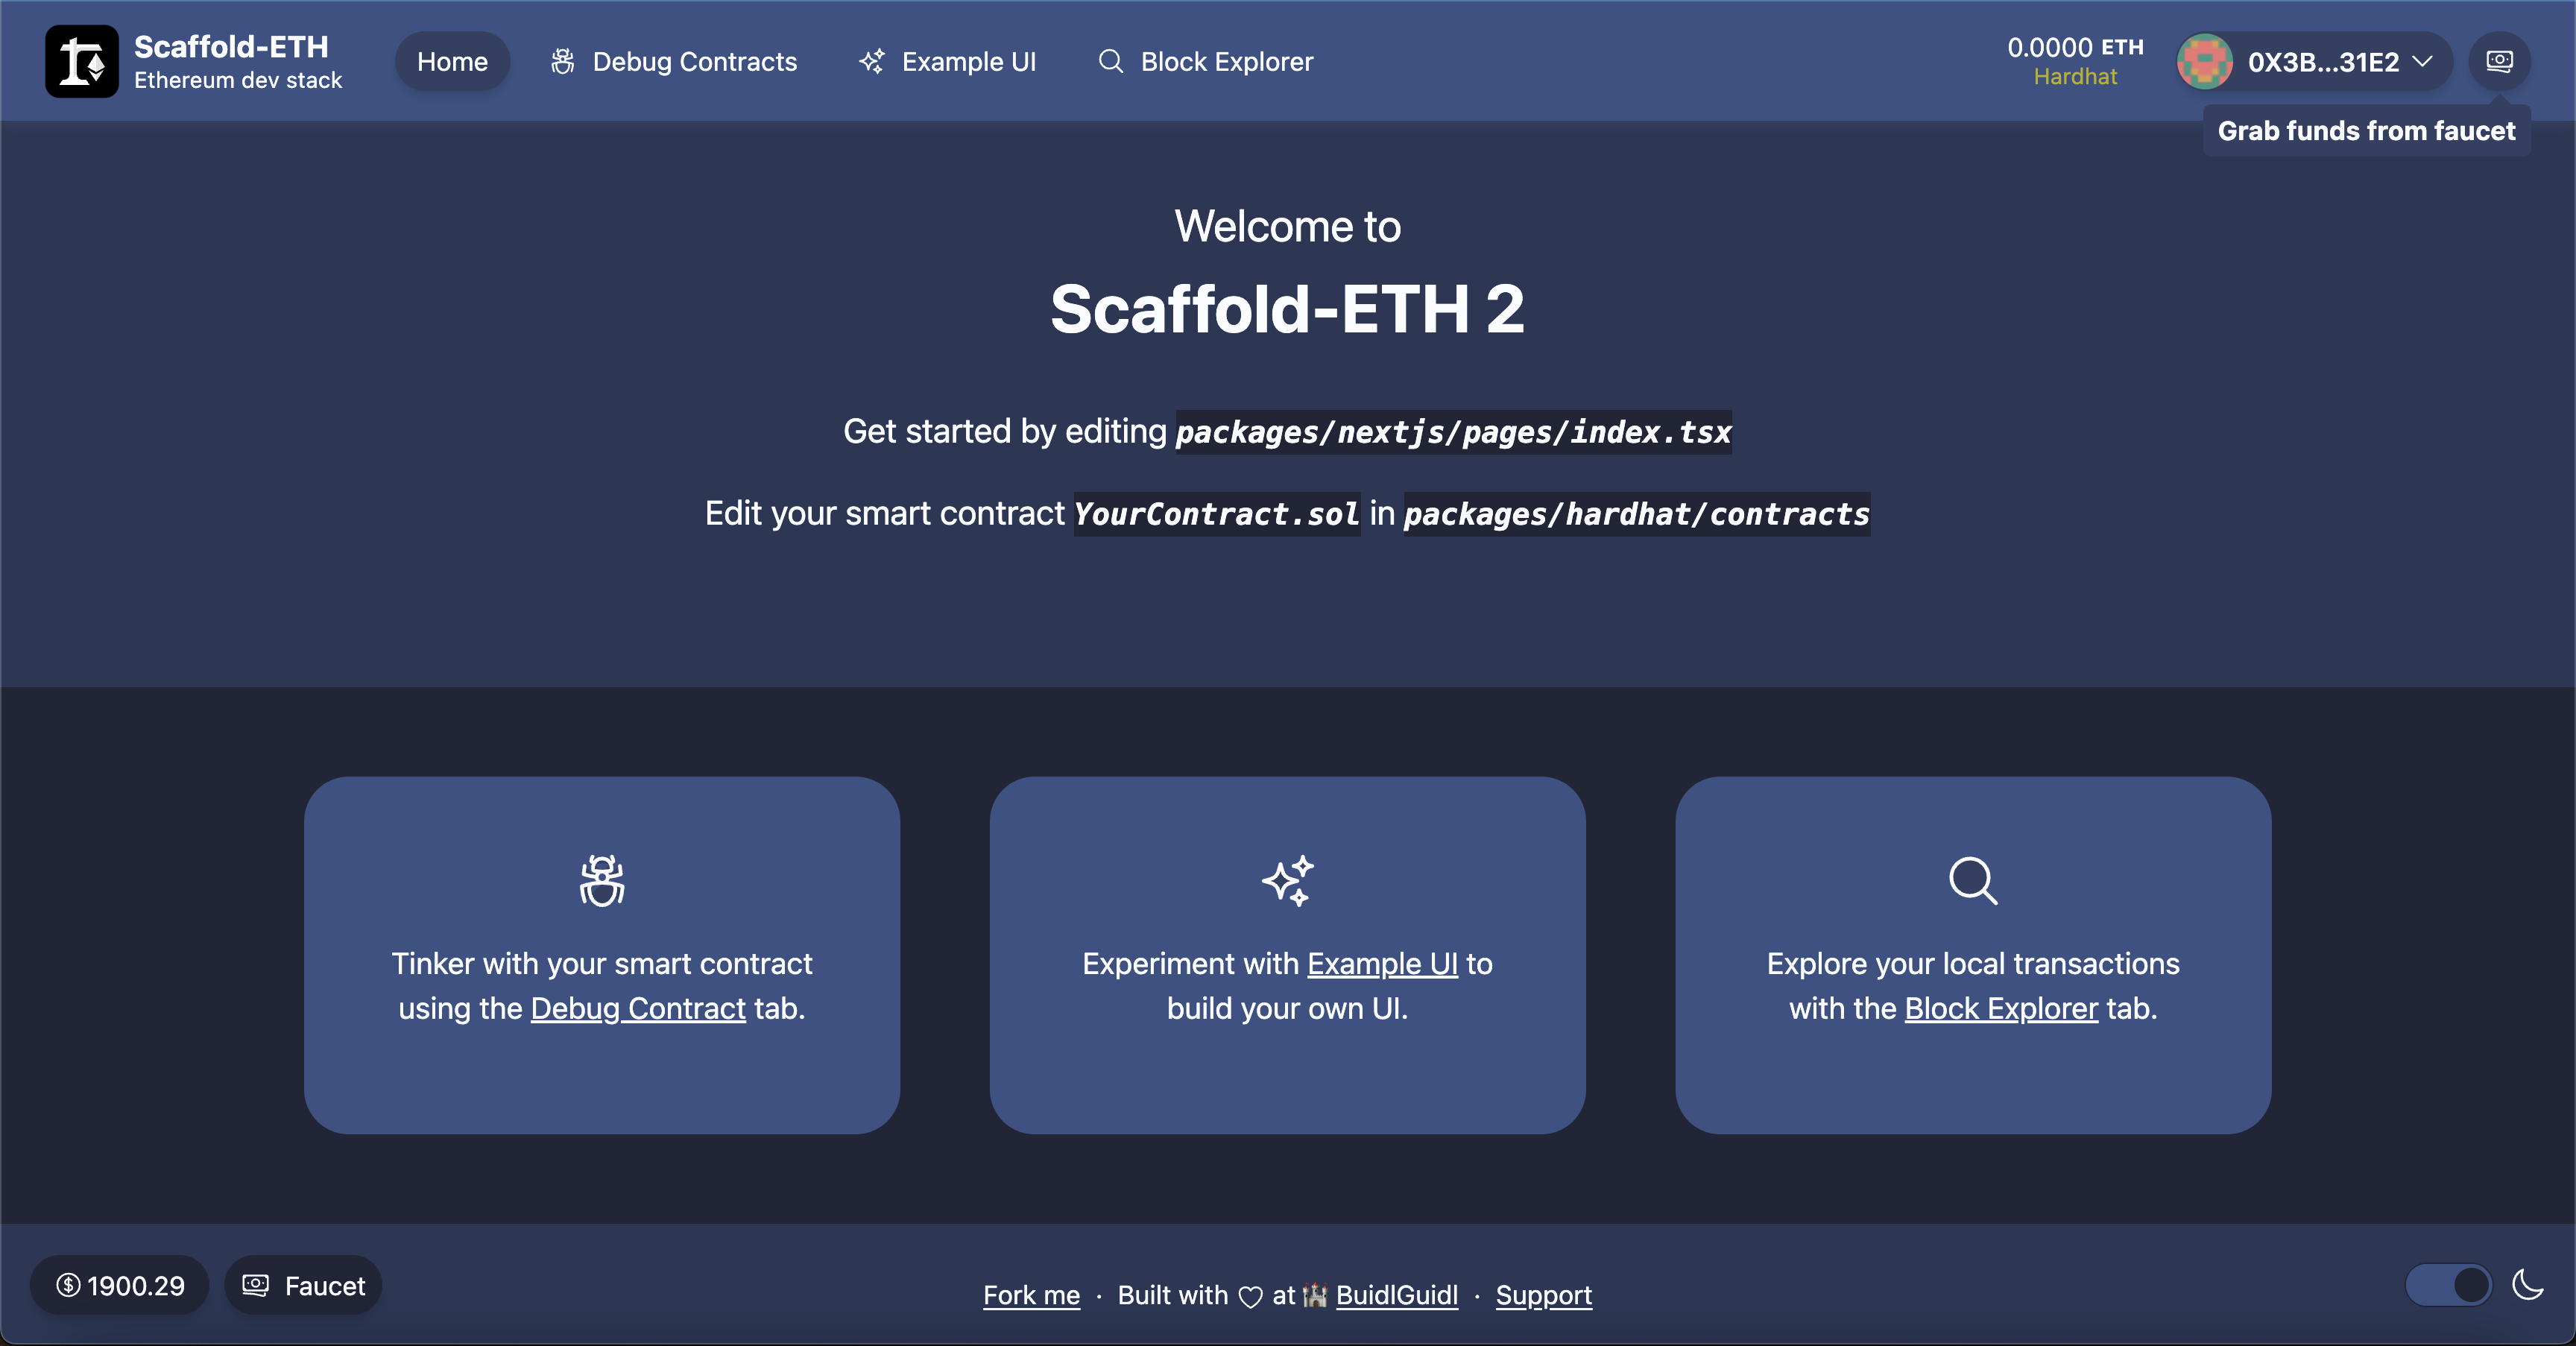 Scaffold-ETH
Ethereum dev stack
Home
Debug Contracts
Example UI
Block Explorer
0.0000 ETH
Hardhat
0X3B...31E2
Grab funds from faucet
Welcome to
Scaffold-ETH 2
Get started by editing packages/nextjs/pages/index.tsx
Edit your smart contract YourContract.sol in packages/hardhat/contracts
Tinker with your smart contract
using the Debug Contract tab.
Experiment with Example UI to
build your own UI.
Explore your local transactions
with the Block Explorer tab.
$ 1900.29
Faucet
Fork me · Built with ♡ at 🏰 BuidlGuidl · Support